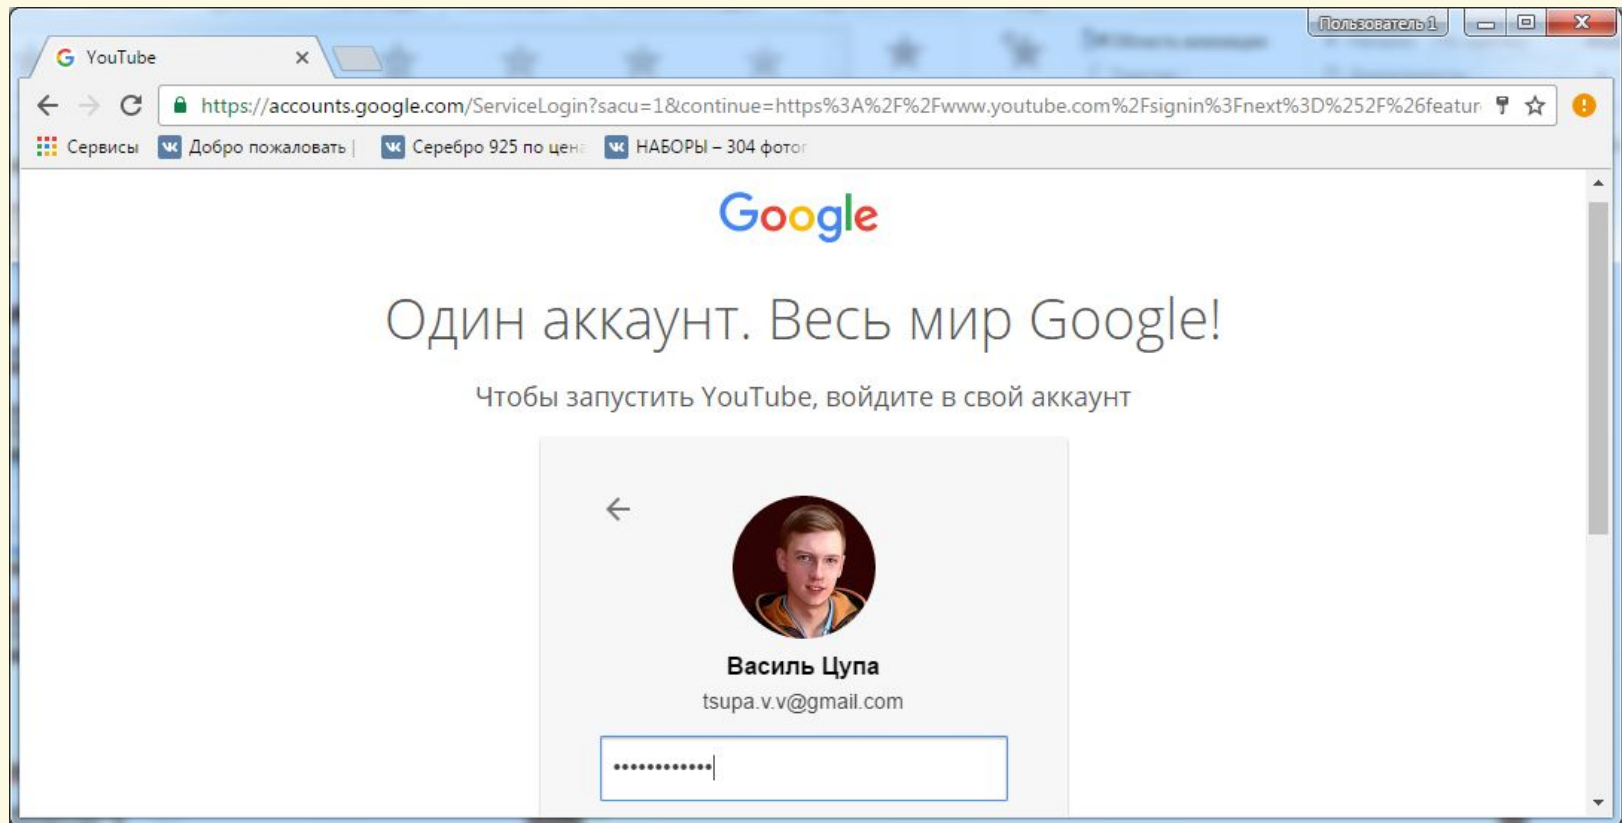 Пользователь 1
YouTube
https://accounts.google.com/ServiceLogin?sacu=1&continue=https%3A%2F%2Fwww.youtube.com%2Fsignin%3Fnext%3D%252F%26featur
Сервисы Добро пожаловать | Серебро 925 по цен НАБОРЫ – 304 фотог
Google
Один аккаунт. Весь мир Google!
Чтобы запустить YouTube, войдите в свой аккаунт
Василь Цупа
tsupa.v.v@gmail.com
••••••••••••